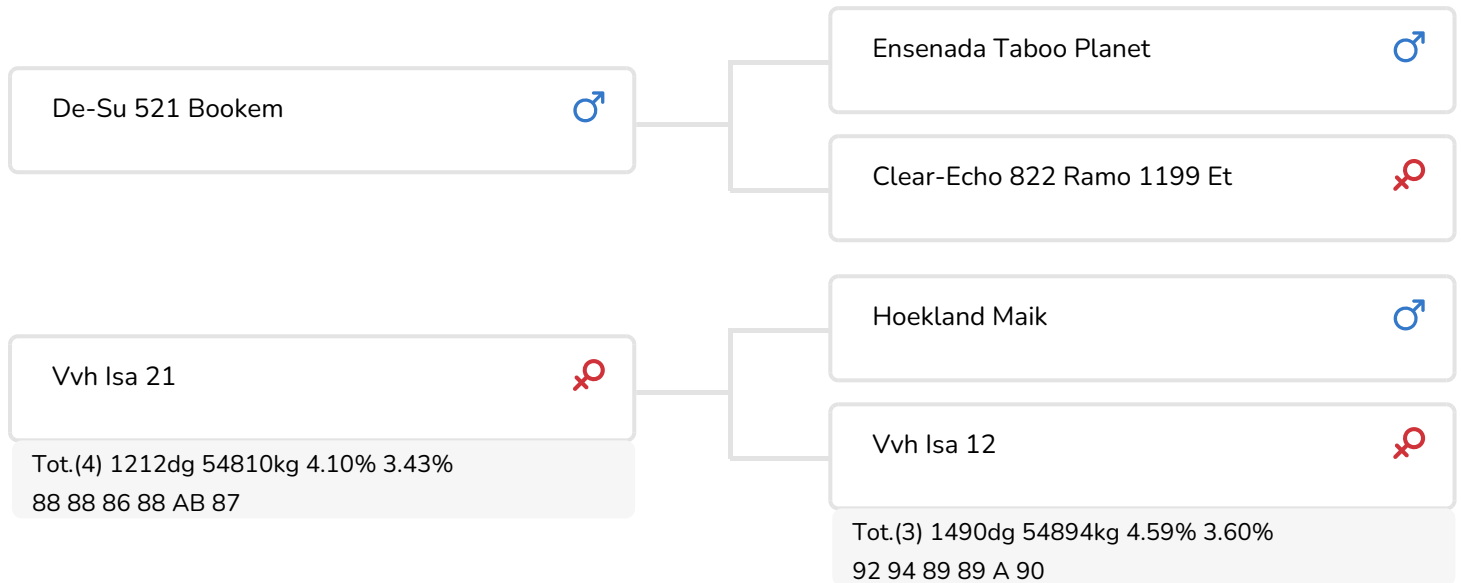 De-Su 521 Bookem
Ensenada Taboo Planet
Clear-Echo 822 Ramo 1199 Et
Vvh Isa 21
Tot.(4) 1212dg 54810kg 4.10% 3.43%
88 88 86 88 AB 87
Hoekland Maik
Vvh Isa 12
Tot.(3) 1490dg 54894kg 4.59% 3.60%
92 94 89 89 A 90